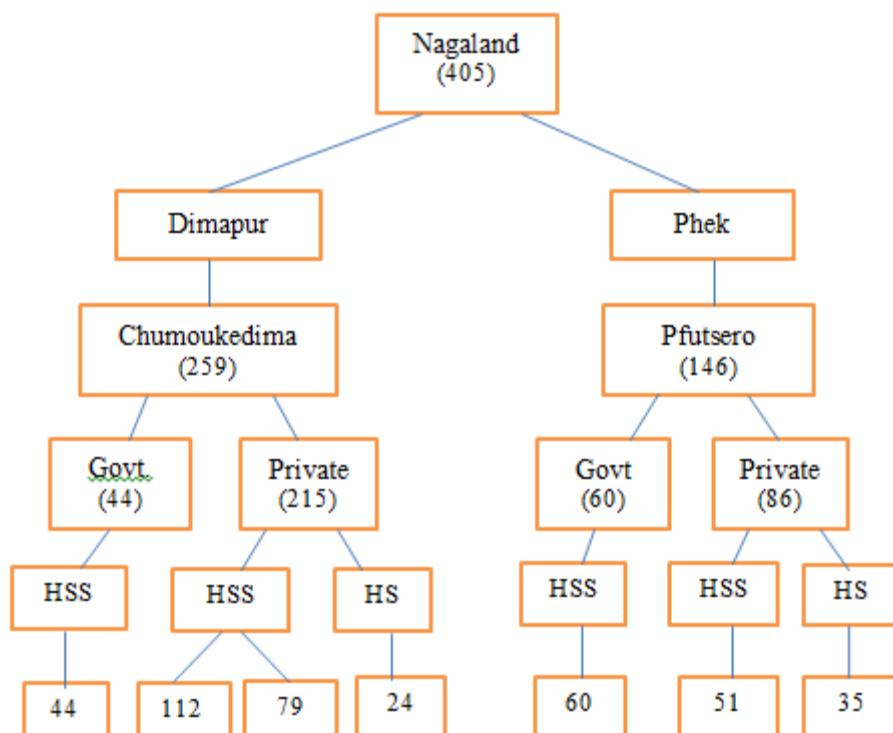 Nagaland
(405)
Dimapur
Phek
Chumoukedima
(259)
Pfutsero
(146)
Govt.
(44)
Private
(215)
Govt
(60)
Private
(86)
HSS
HSS
HS
HSS
HSS
HS
44
112
79
24
60
51
35